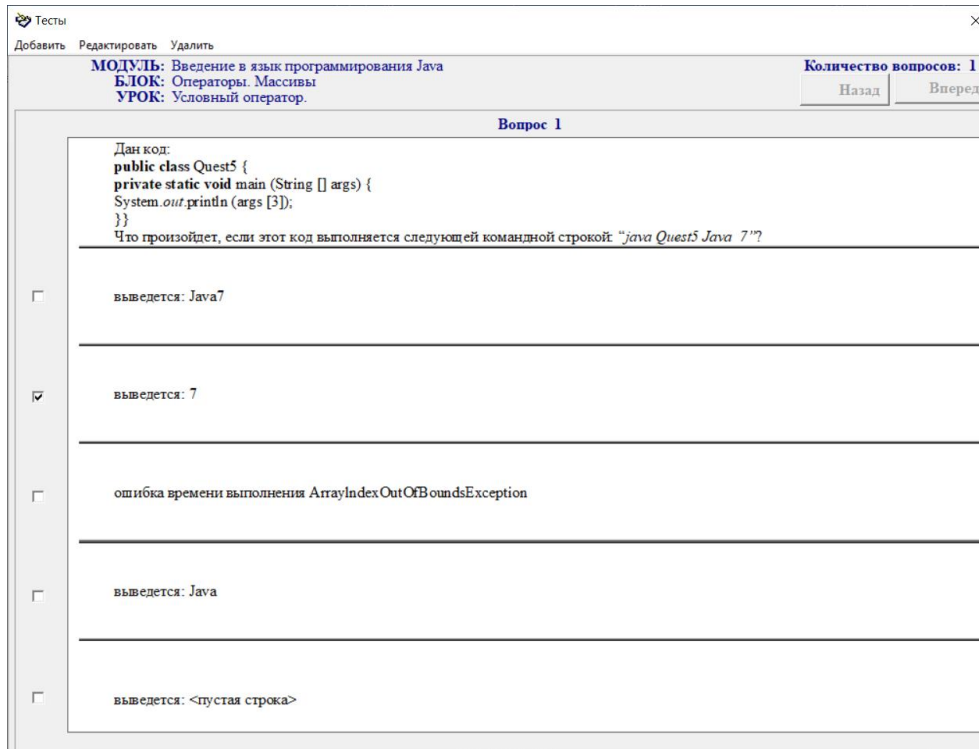 Тесты
Добавить Редактировать Удалить
МОДУЛЬ: Введение в язык программирования Java
Количество вопросов: 1
БЛОК: Операторы. Массивы
УРОК: Условный оператор.
Назад Вперед
Вопрос 1
Дан код:
public class Quest5 {
private static void main (String [] args) {
System.out.println (args [3]);
}}
Что произойдет, если этот код выполняется следующей командной строкой: “java Quest5 Java 7”?
выведется: Java7
выведется: 7
ошибка времени выполнения ArrayIndexOutOfBoundsException
выведется: Java
выведется: <пустая строка>